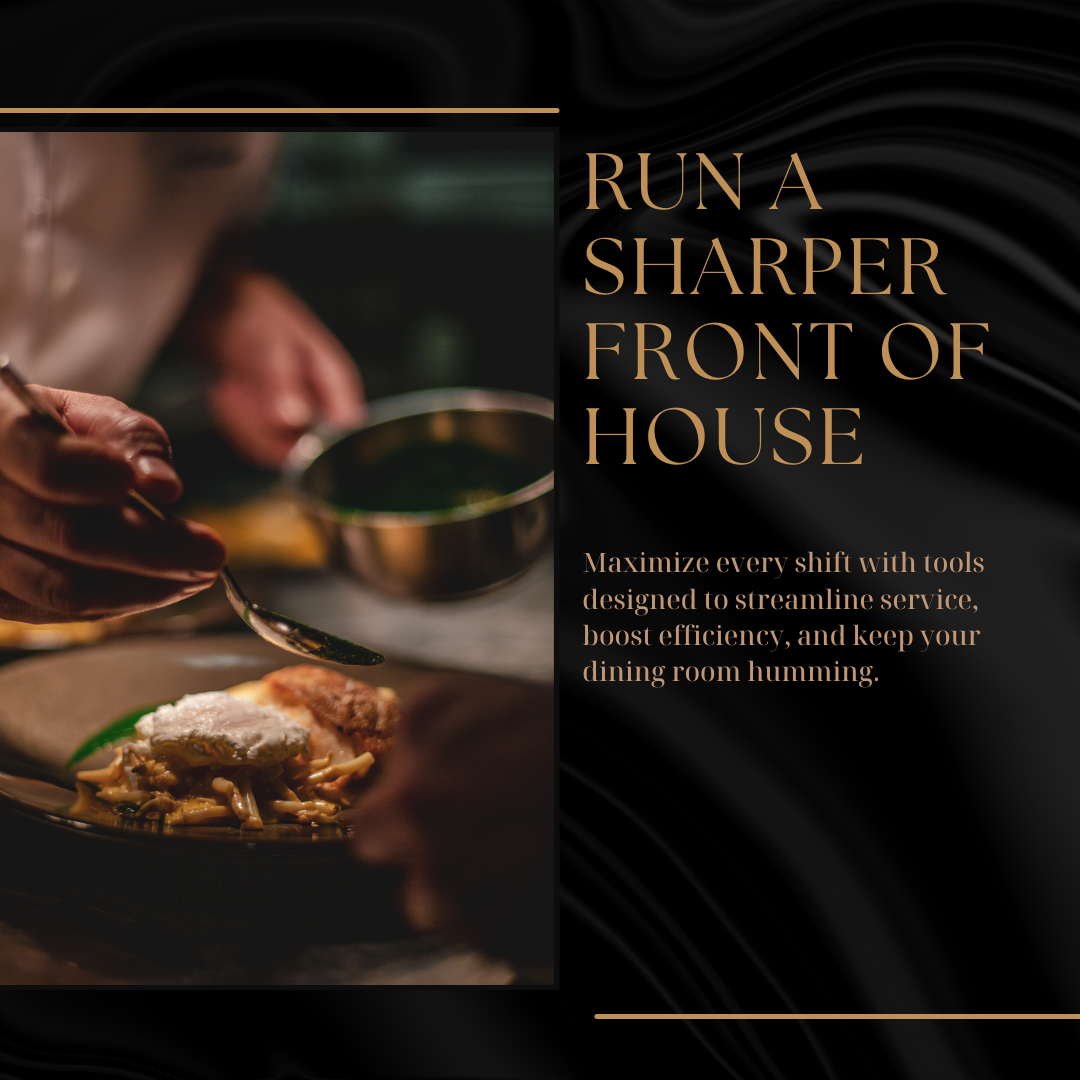 RUN A
SHARPER
FRONT OF
HOUSE
Maximize every shift with tools
designed to streamline service,
boost efficiency, and keep your
dining room humming.